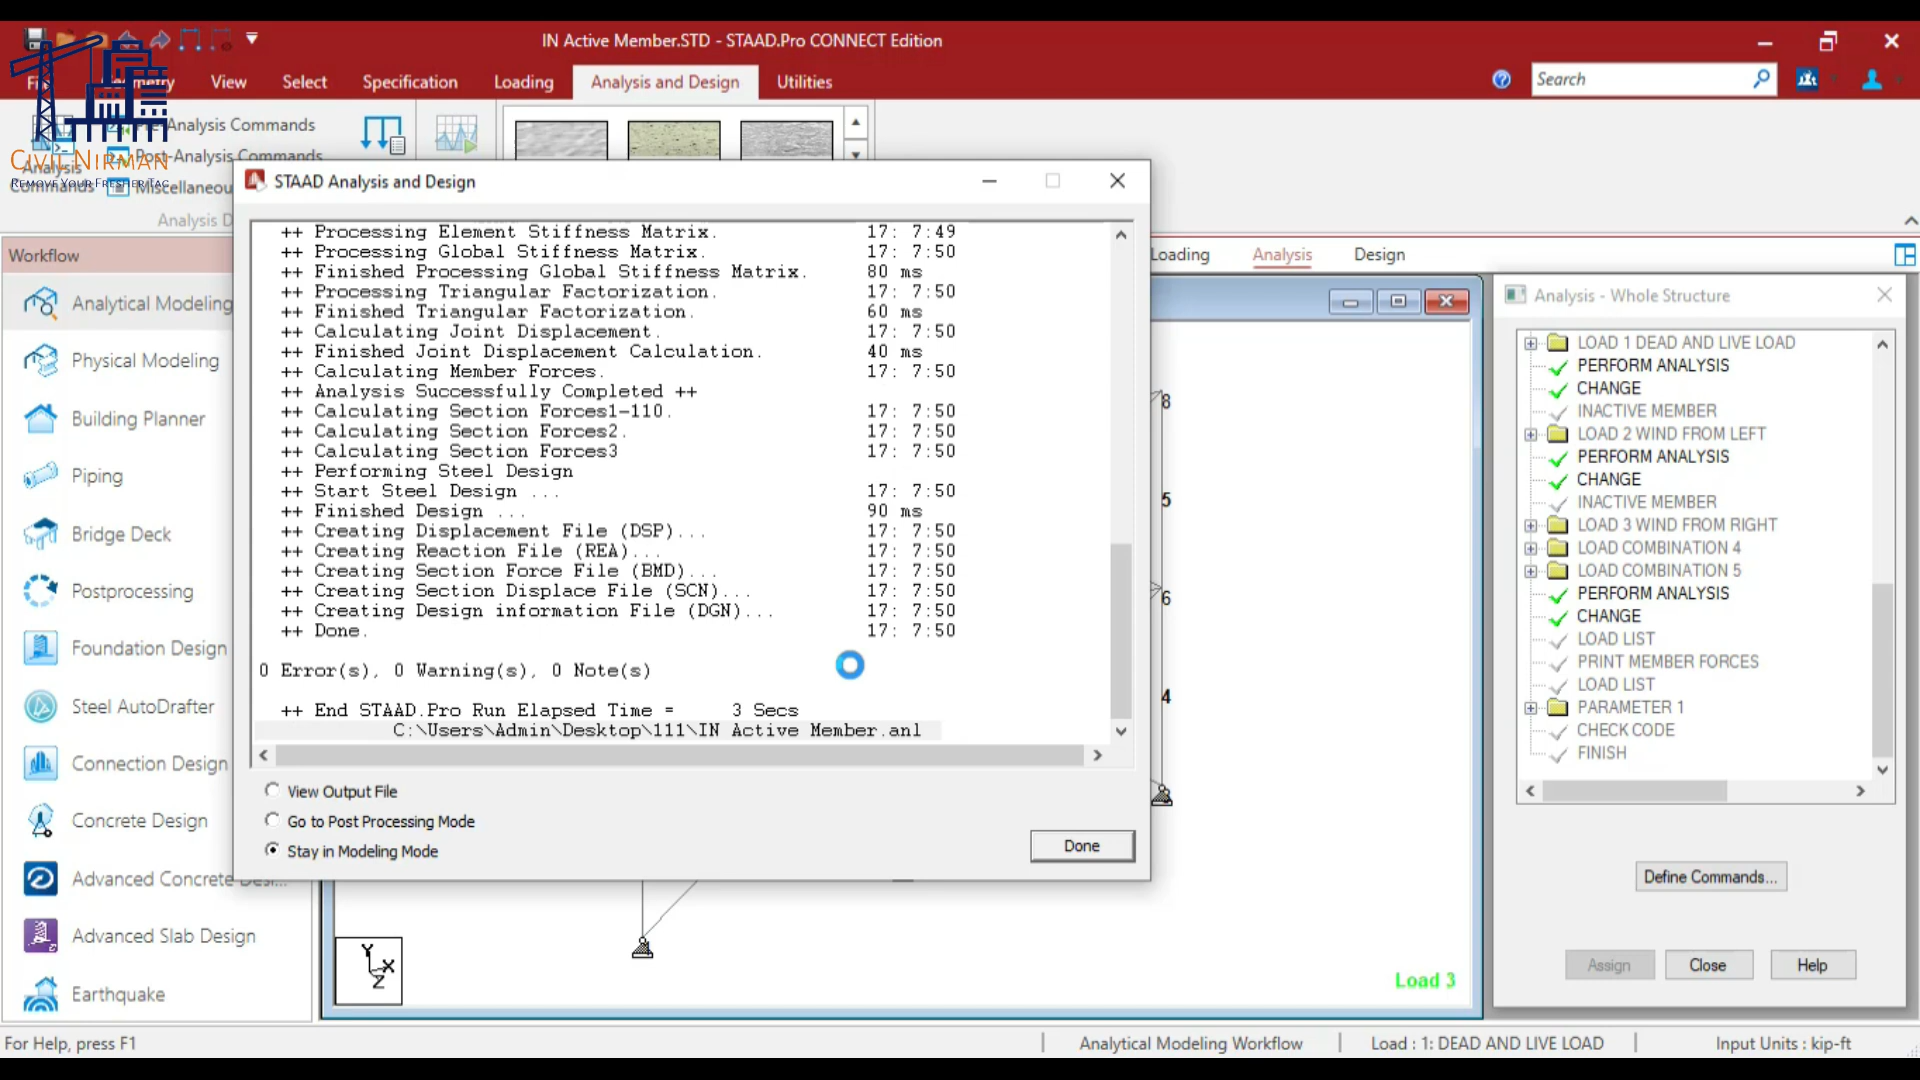 IN Active Member.STD - STAAD.Pro CONNECT Edition
View
Select
Specification
Loading
Analysis and Design
Utilities
Search
Analysis Commands
Post-Analysis Commands
CIVIT NIRMAN
REMOVE YOUR FRESHER TAG
Analysis
Commands
Miscellaneou
Analysis D
STAAD Analysis and Design
++ Processing Element Stiffness Matrix. 17: 7:49
++ Processing Global Stiffness Matrix. 17: 7:50
++ Finished Processing Global Stiffness Matrix. 80 ms
++ Processing Triangular Factorization. 17: 7:50
++ Finished Triangular Factorization. 60 ms
++ Calculating Joint Displacement. 17: 7:50
++ Finished Joint Displacement Calculation. 40 ms
++ Calculating Member Forces. 17: 7:50
++ Analysis Successfully Completed ++
++ Calculating Section Forces1-110. 17: 7:50
++ Calculating Section Forces2. 17: 7:50
++ Calculating Section Forces3 17: 7:50
++ Performing Steel Design
++ Start Steel Design ... 17: 7:50
++ Finished Design ... 90 ms
++ Creating Displacement File (DSP)... 17: 7:50
++ Creating Reaction File (REA)... 17: 7:50
++ Creating Section Force File (BMD)... 17: 7:50
++ Creating Section Displace File (SCN)... 17: 7:50
++ Creating Design information File (DGN)... 17: 7:50
++ Done. 17: 7:50
0 Error(s), 0 Warning(s), 0 Note(s)
++ End STAAD.Pro Run Elapsed Time = 3 Secs
C:\Users\Admin\Desktop\111\IN Active Member.anl
View Output File
Go to Post Processing Mode
Stay in Modeling Mode
Done
Workflow
Analytical Modeling
Physical Modeling
Building Planner
Piping
Bridge Deck
Postprocessing
Foundation Design
Steel AutoDrafter
Connection Design
Concrete Design
Advanced Concrete Desi...
Advanced Slab Design
Earthquake
Loading
Analysis
Design
8
5
6
4
Y
X
Z
Load 3
Analysis - Whole Structure
LOAD 1 DEAD AND LIVE LOAD
PERFORM ANALYSIS
CHANGE
INACTIVE MEMBER
LOAD 2 WIND FROM LEFT
PERFORM ANALYSIS
CHANGE
INACTIVE MEMBER
LOAD 3 WIND FROM RIGHT
LOAD COMBINATION 4
LOAD COMBINATION 5
PERFORM ANALYSIS
CHANGE
LOAD LIST
PRINT MEMBER FORCES
LOAD LIST
PARAMETER 1
CHECK CODE
FINISH
Define Commands...
Assign
Close
Help
For Help, press F1
Analytical Modeling Workflow
Load : 1: DEAD AND LIVE LOAD
Input Units : kip-ft